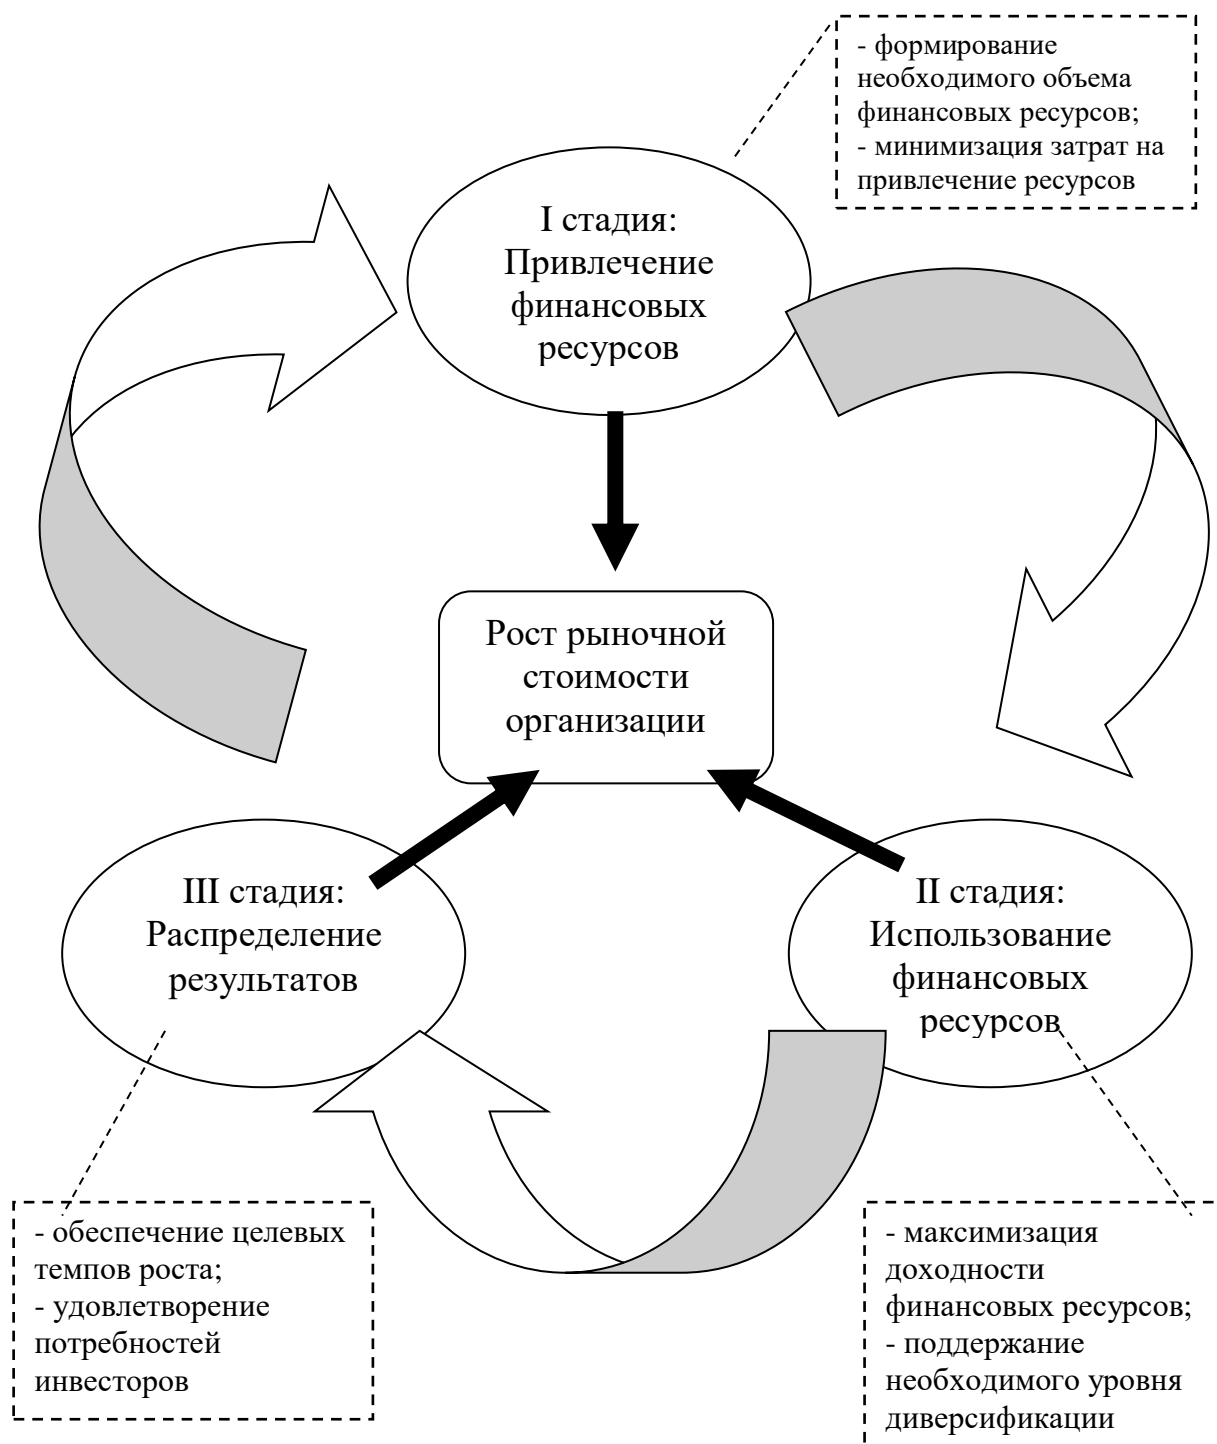 - формирование
необходимого объема
финансовых ресурсов;
- минимизация затрат на
привлечение ресурсов
I стадия:
Привлечение
финансовых
ресурсов
Рост рыночной
стоимости
организации
III стадия:
Распределение
результатов
II стадия:
Использование
финансовых
ресурсов
- обеспечение целевых
темпов роста;
- удовлетворение
потребностей
инвесторов
- максимизация
доходности
финансовых ресурсов;
- поддержание
необходимого уровня
диверсификации